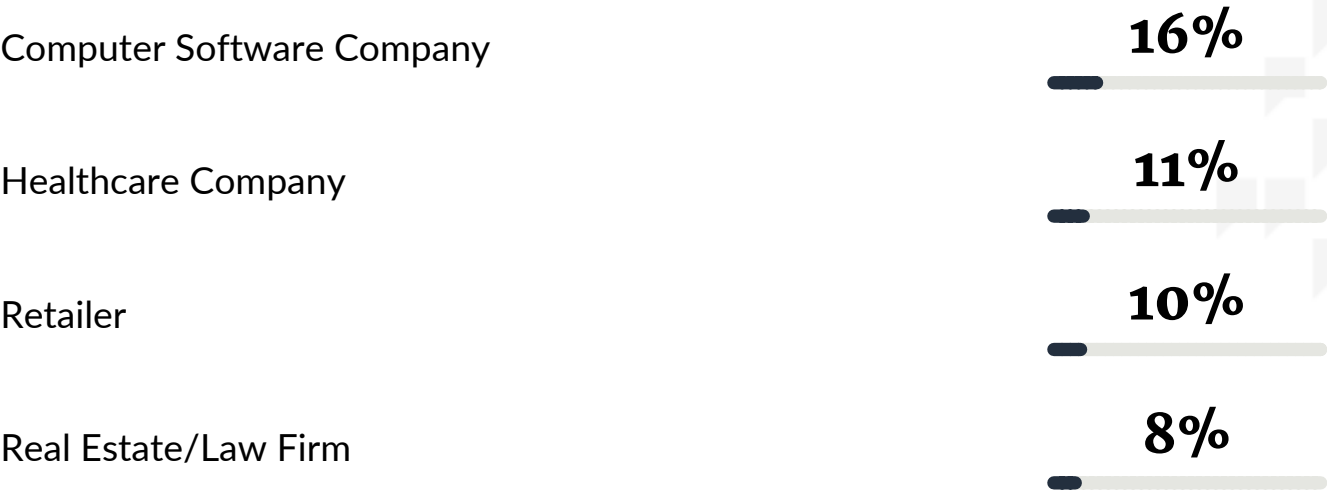 Computer Software Company 16%
Healthcare Company 11%
Retailer 10%
Real Estate/Law Firm 8%